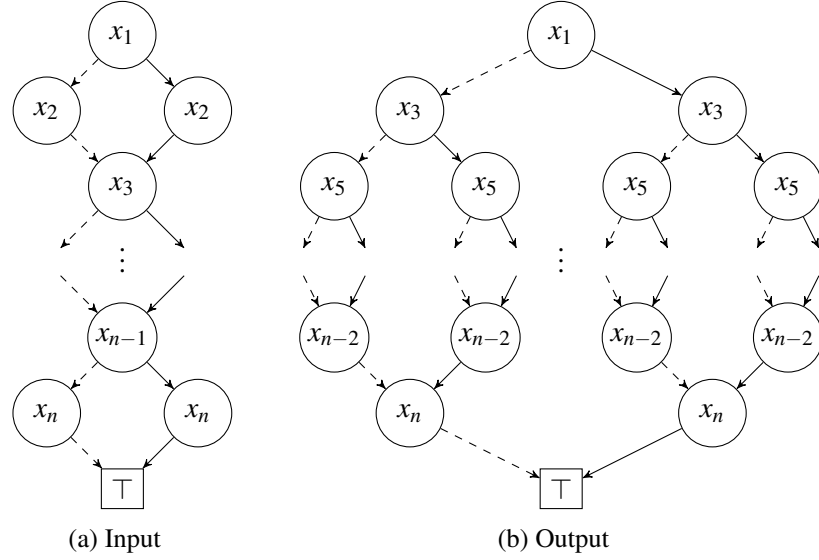 x₁
x₂ x₂
x₃
⋮
xₙ₋₁
xₙ xₙ
⊤
(a) Input
x₁
x₃ x₃
x₅ x₅ x₅ x₅
⋮
xₙ₋₂ xₙ₋₂ xₙ₋₂ xₙ₋₂
xₙ xₙ
⊤
(b) Output